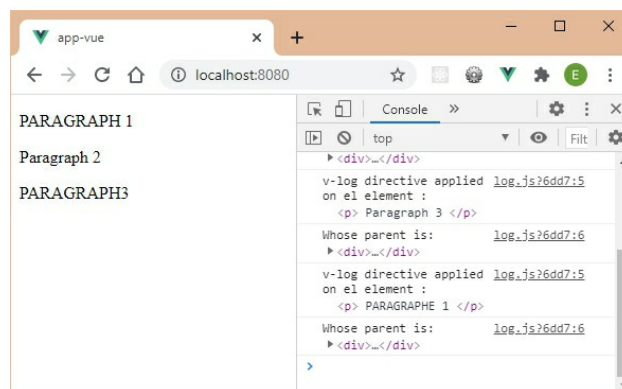 app-vue
localhost:8080
E
PARAGRAPH 1
Paragraph 2
PARAGRAPH3
Console
top
Filt
<div>…</div>
v-log directive applied log.js?6dd7:5
on el element :
<p> Paragraph 3 </p>
Whose parent is: log.js?6dd7:6
<div>…</div>
v-log directive applied log.js?6dd7:5
on el element :
<p> PARAGRAPHE 1 </p>
Whose parent is: log.js?6dd7:6
<div>…</div>